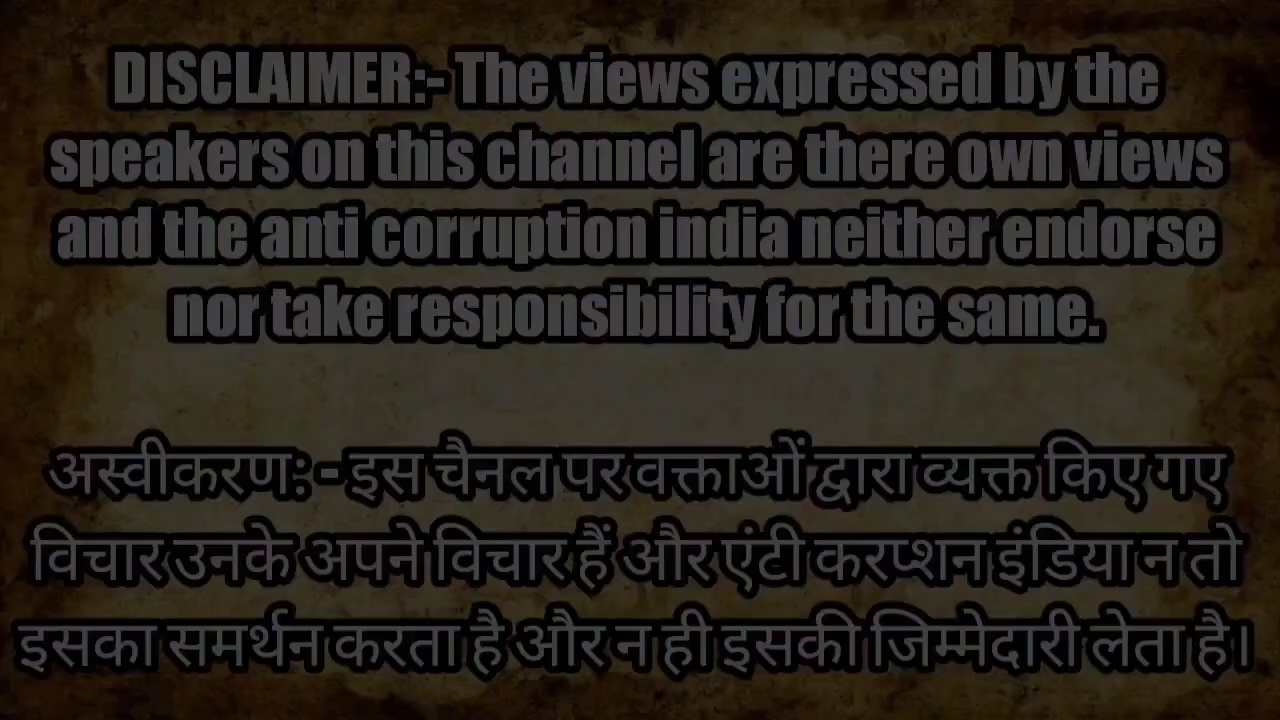 DISCLAIMER:- The views expressed by the
speakers on this channel are there own views
and the anti corruption india neither endorse
nor take responsibility for the same.
अस्वीकरण: - इस चैनल पर वक्ताओं द्वारा व्यक्त किए गए
विचार उनके अपने विचार हैं और एंटी करप्शन इंडिया न तो
इसका समर्थन करता है और न ही इसकी जिम्मेदारी लेता है।